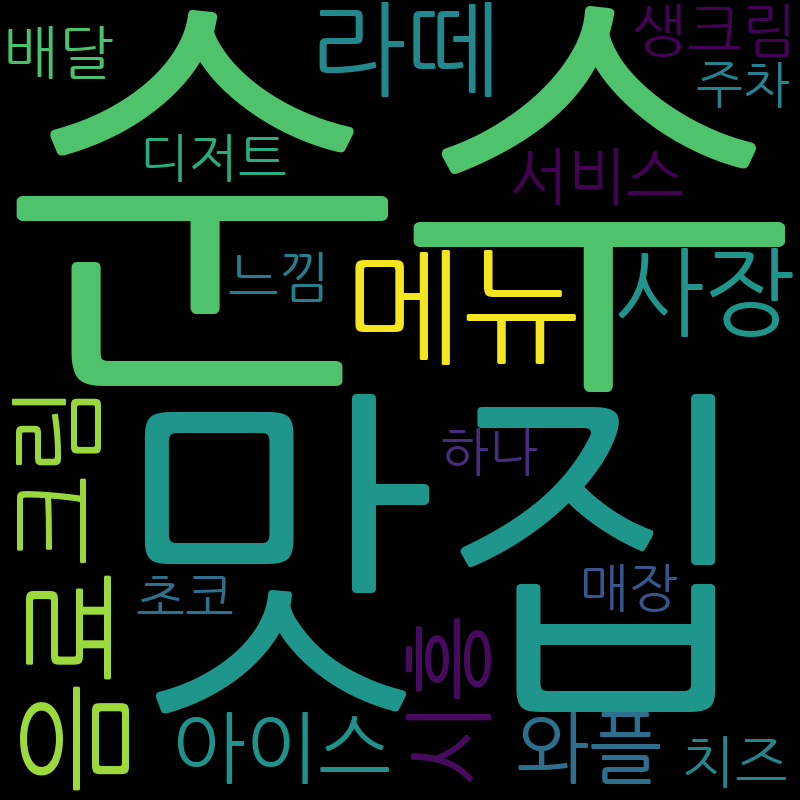 배달
순수
라떼
생크림
주차
디저트
서비스
느낌
메뉴
사장
크림
맛집
하나
음료
초코
매장
시흥
아이스
와플
치즈